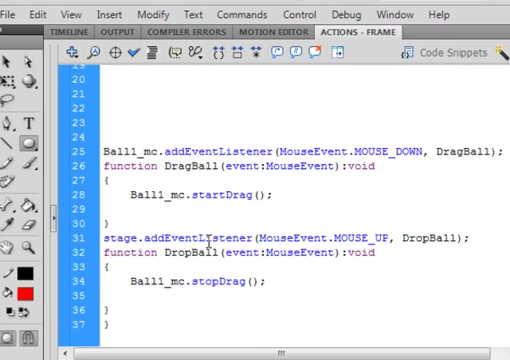 File Edit View Insert Modify Text Commands Control Debug Window
TIMELINE OUTPUT COMPILER ERRORS MOTION EDITOR ACTIONS - FRAME
Code Snippets
19
20
21
22
23
24
25 Ball1_mc.addEventListener(MouseEvent.MOUSE_DOWN, DragBall);
26 function DragBall(event:MouseEvent):void
27 {
28 Ball1_mc.startDrag();
29
30 }
31 stage.addEventListener(MouseEvent.MOUSE_UP, DropBall);
32 function DropBall(event:MouseEvent):void
33 {
34 Ball1_mc.stopDrag();
35
36 }
37 }